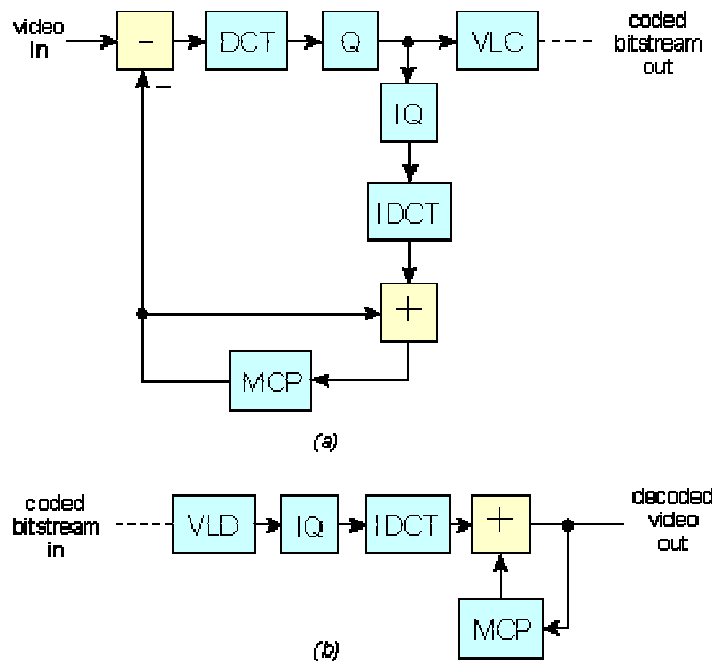 video
in
−
DCT
Q
VLC
coded
bitstream
out
−
IQ
IDCT
+
MCP
(a)
coded
bitstream
in
VLD
IQ
IDCT
+
decoded
video
out
MCP
(b)